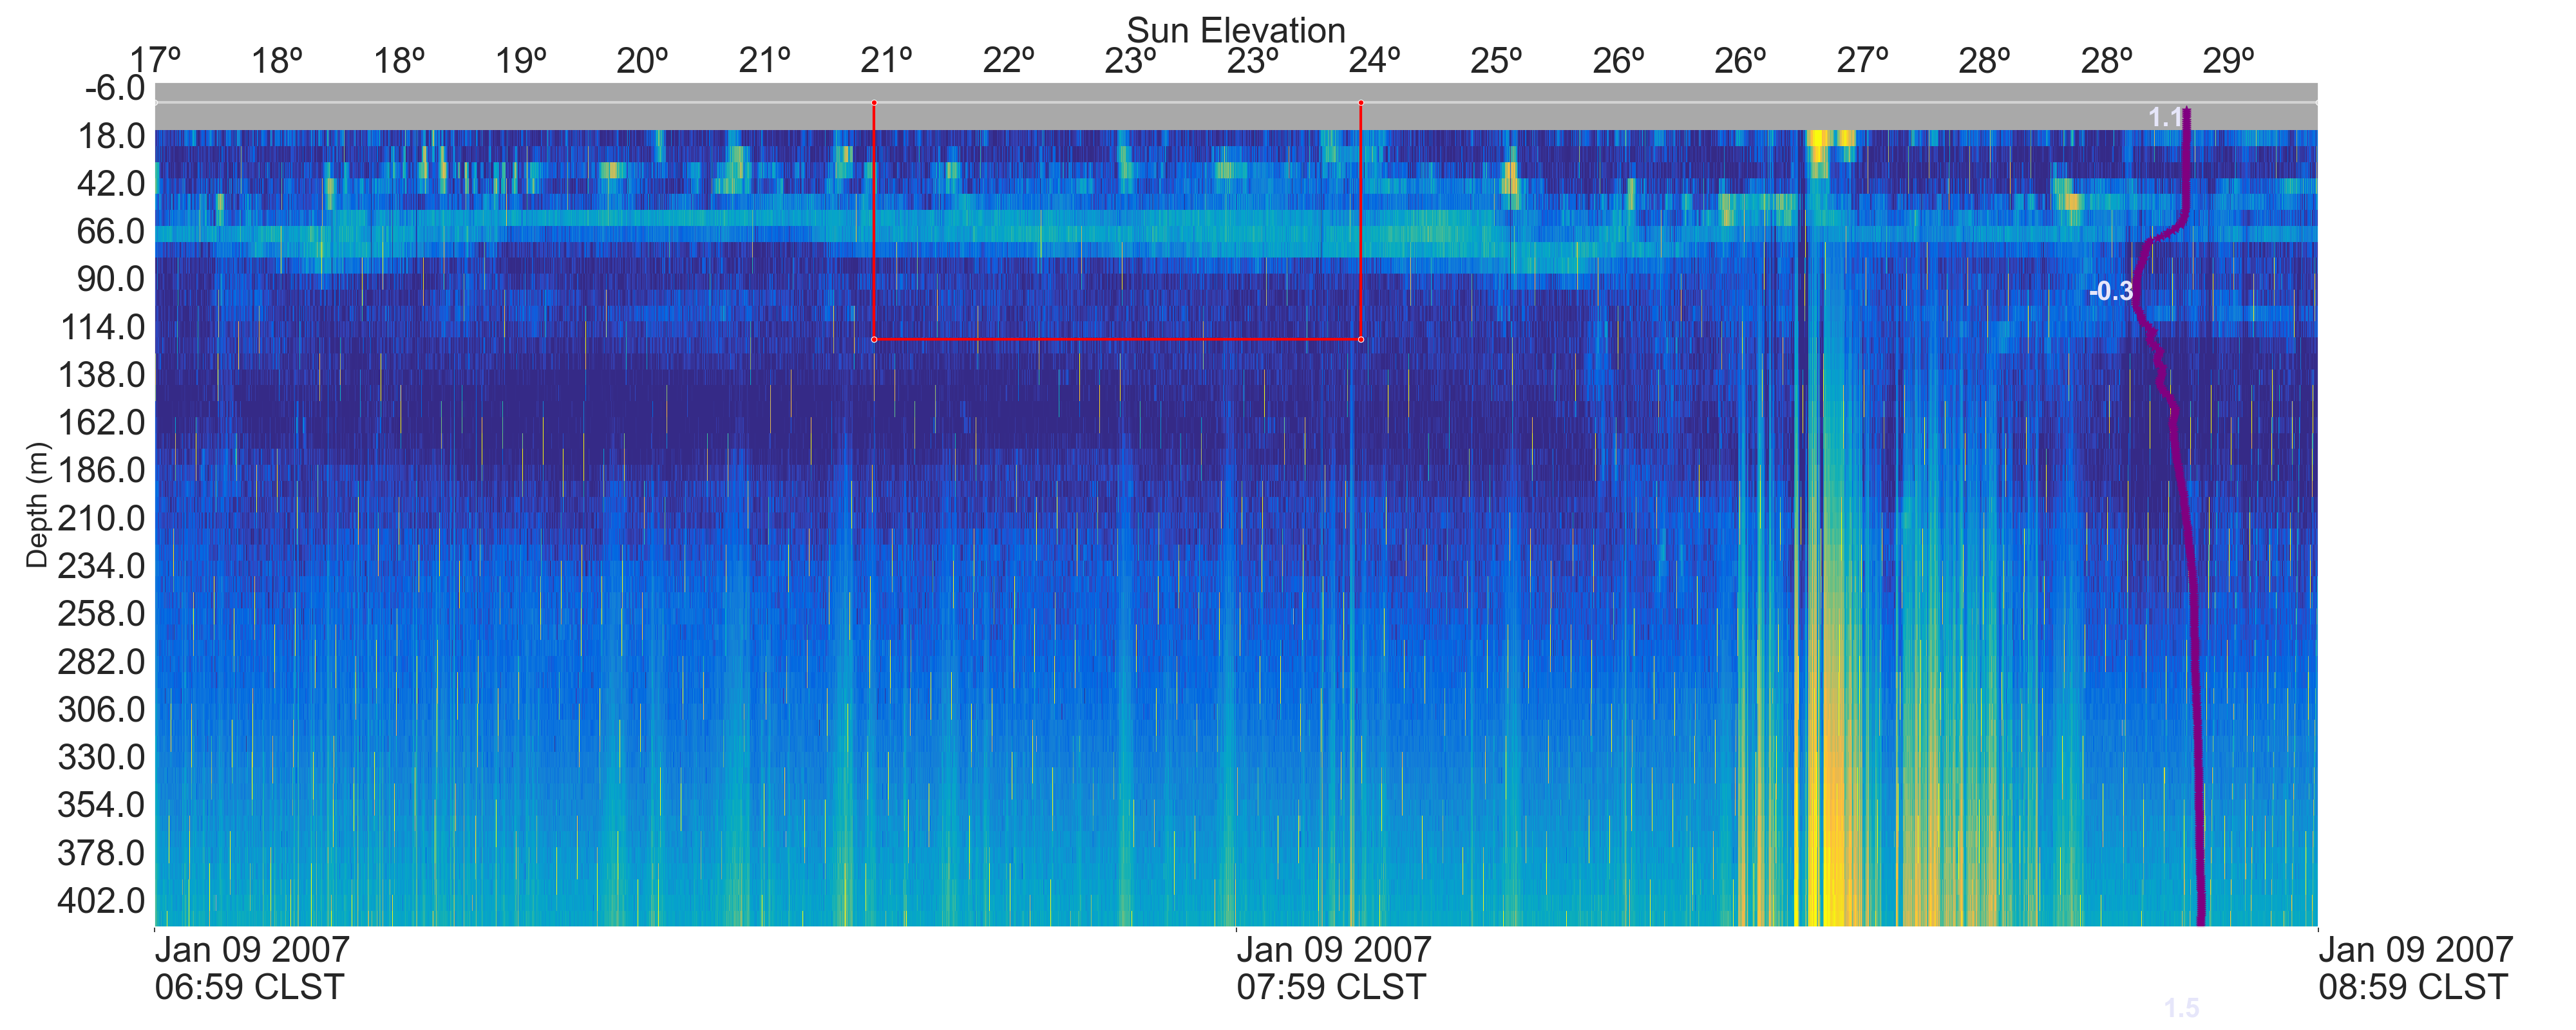 Sun Elevation
17º 18º 18º 19º 20º 21º 21º 22º 23º 23º 24º 25º 26º 26º 27º 28º 28º 29º
-6.0
18.0
42.0
66.0
90.0
114.0
138.0
162.0
186.0
210.0
234.0
258.0
282.0
306.0
330.0
354.0
378.0
402.0
Depth (m)
1.1
-0.3
Jan 09 2007
06:59 CLST
Jan 09 2007
07:59 CLST
Jan 09 2007
08:59 CLST
1.5